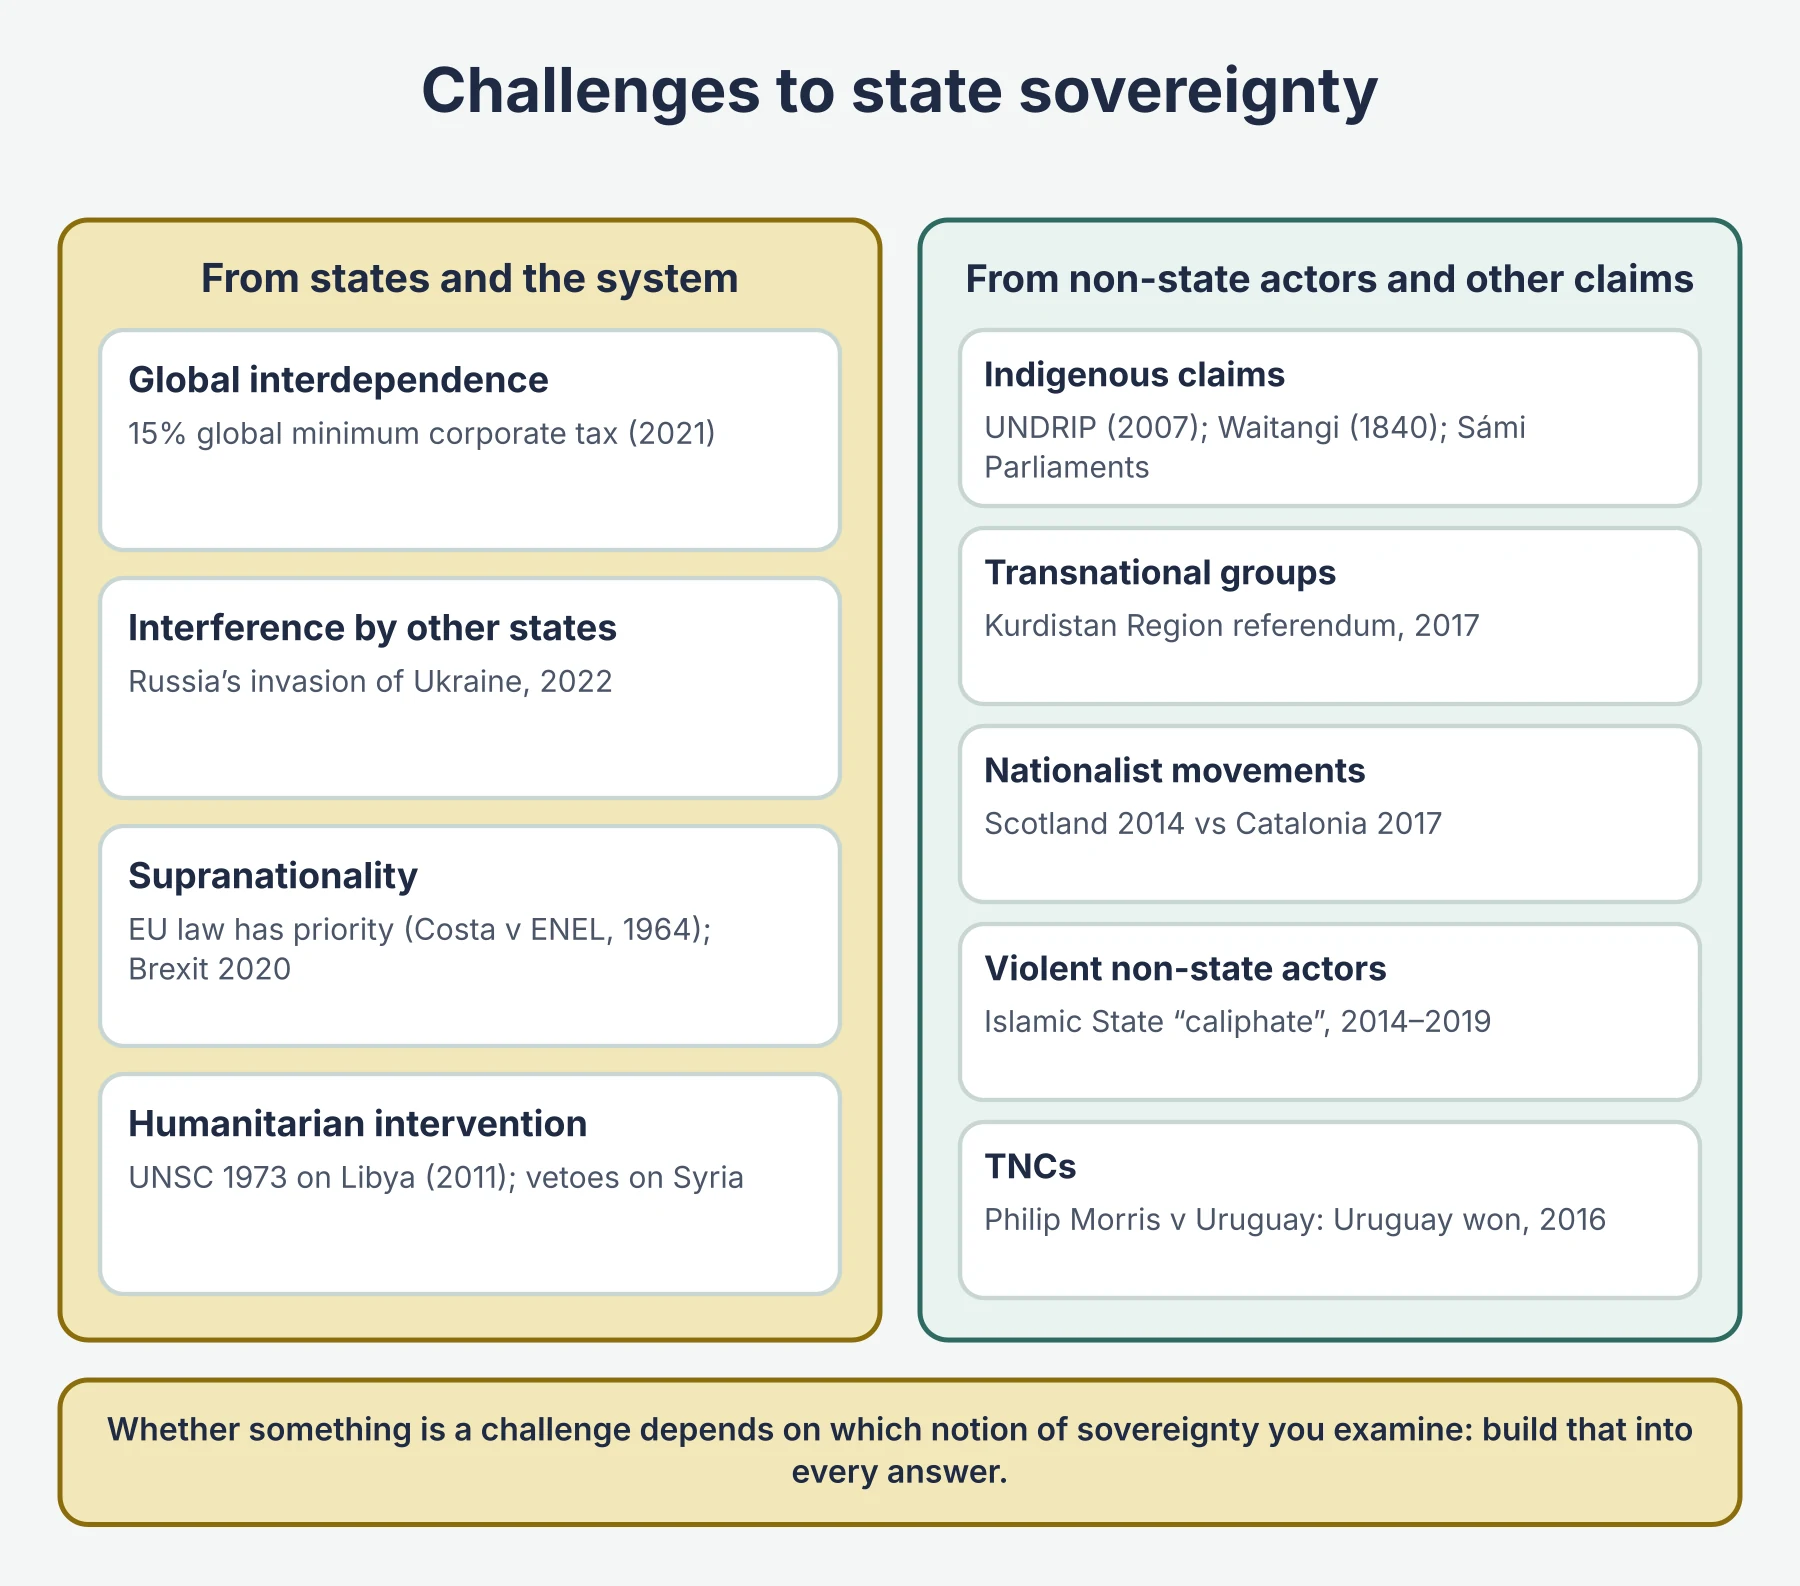 Challenges to state sovereignty
From states and the system
Global interdependence
15% global minimum corporate tax (2021)
Interference by other states
Russia’s invasion of Ukraine, 2022
Supranationality
EU law has priority (Costa v ENEL, 1964);
Brexit 2020
Humanitarian intervention
UNSC 1973 on Libya (2011); vetoes on Syria
From non-state actors and other claims
Indigenous claims
UNDRIP (2007); Waitangi (1840); Sámi
Parliaments
Transnational groups
Kurdistan Region referendum, 2017
Nationalist movements
Scotland 2014 vs Catalonia 2017
Violent non-state actors
Islamic State “caliphate”, 2014–2019
TNCs
Philip Morris v Uruguay: Uruguay won, 2016
Whether something is a challenge depends on which notion of sovereignty you examine: build that into
every answer.